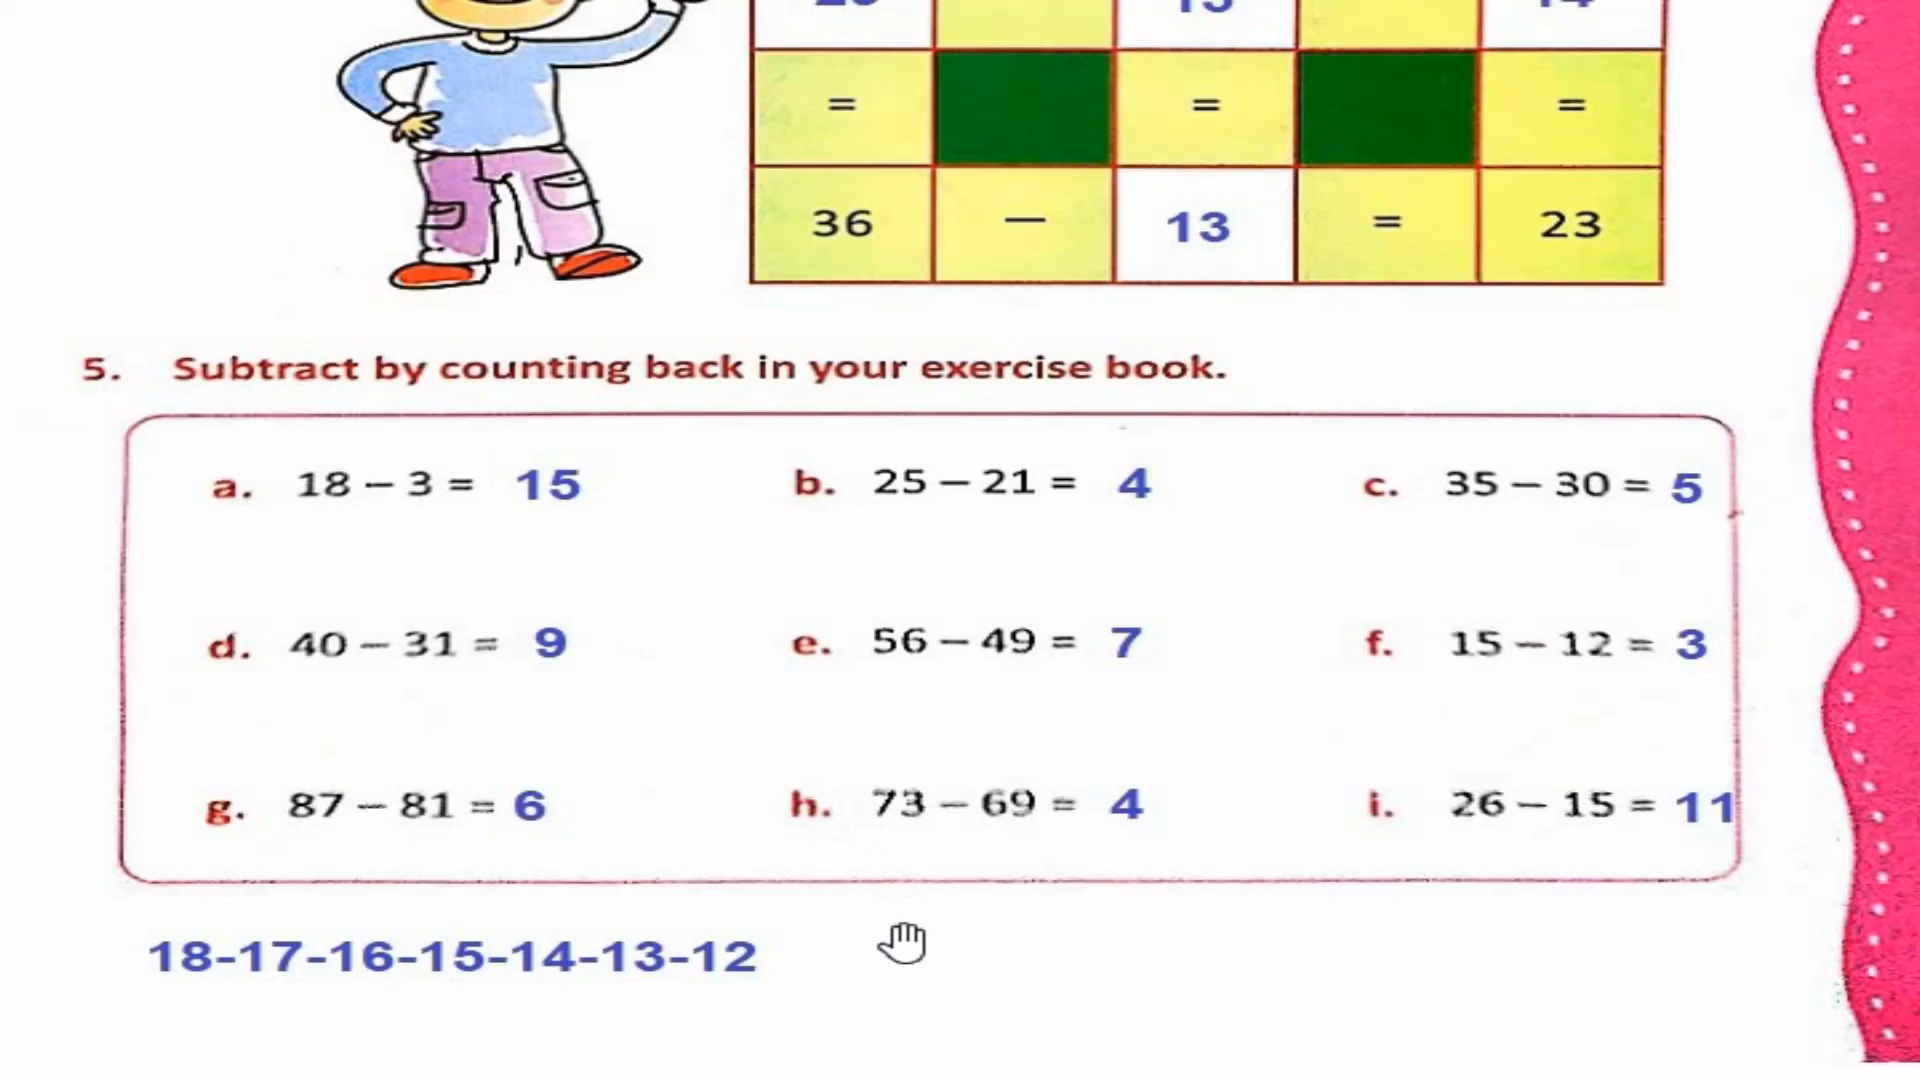 = = =
36 — 13 = 23
5. Subtract by counting back in your exercise book.
a. 18 – 3 = 15 b. 25 – 21 = 4 c. 35 – 30 = 5
d. 40 – 31 = 9 e. 56 – 49 = 7 f. 15 – 12 = 3
g. 87 – 81 = 6 h. 73 – 69 = 4 i. 26 – 15 = 11
18-17-16-15-14-13-12